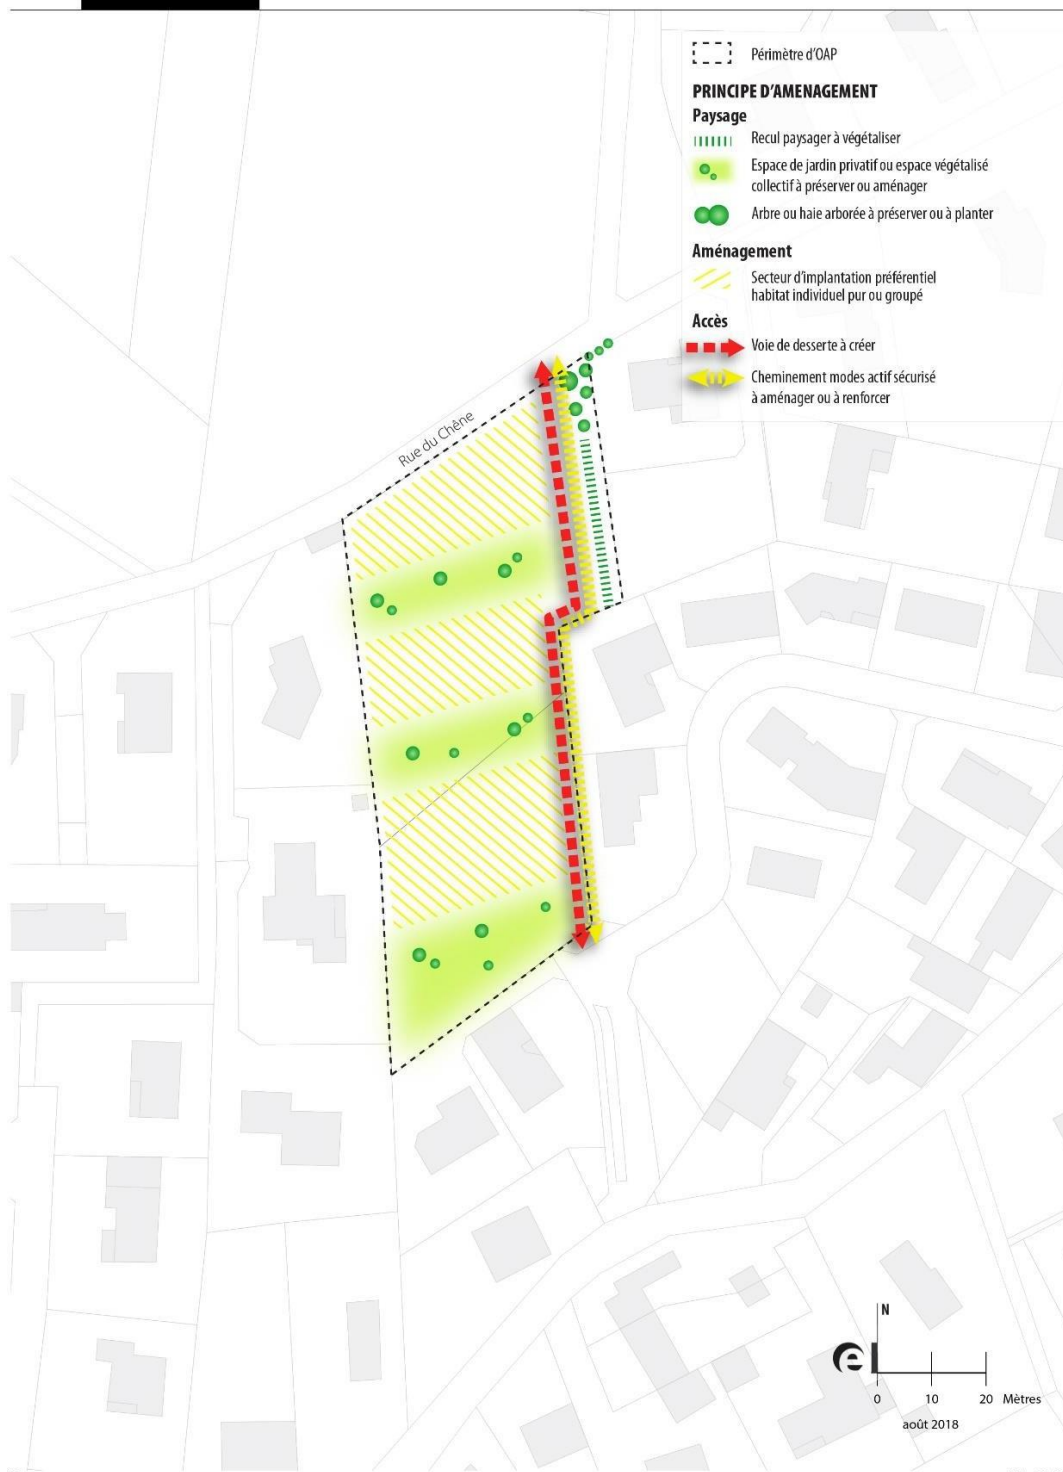 Périmètre d'OAP
PRINCIPE D'AMENAGEMENT
Paysage
Recul paysager à végétaliser
Espace de jardin privatif ou espace végétalisé
collectif à préserver ou aménager
Arbre ou haie arborée à préserver ou à planter
Aménagement
Secteur d'implantation préférentiel
habitat individuel pur ou groupé
Accès
Voie de desserte à créer
Cheminement modes actif sécurisé
à aménager ou à renforcer
Rue du Chêne
N
0 10 20 Mètres
août 2018